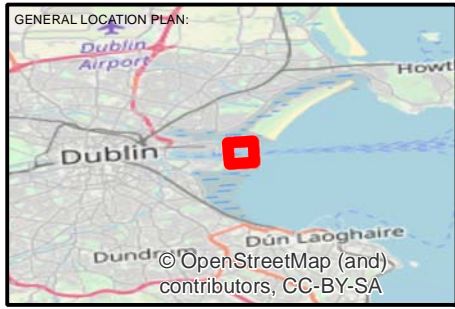 GENERAL LOCATION PLAN:
Dublin
Airport
Howt
Dublin
Dún Laoghaire
Dundrum
© OpenStreetMap (and)
contributors, CC-BY-SA